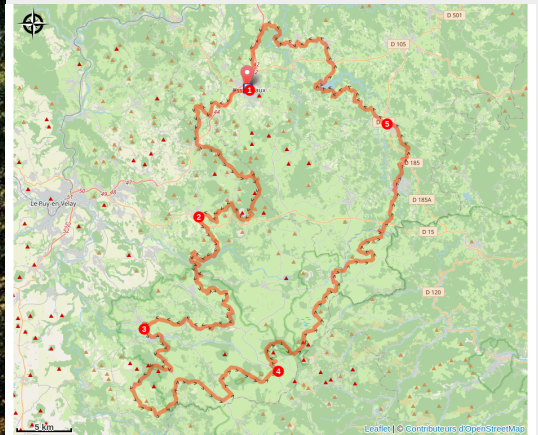 D 501
D 105
1
44
5
D 185
Le Puy-en-Velay
D 185A
2
D 15
D 120
3
4
5 km
Leaflet | © Contributeurs d'OpenStreetMap